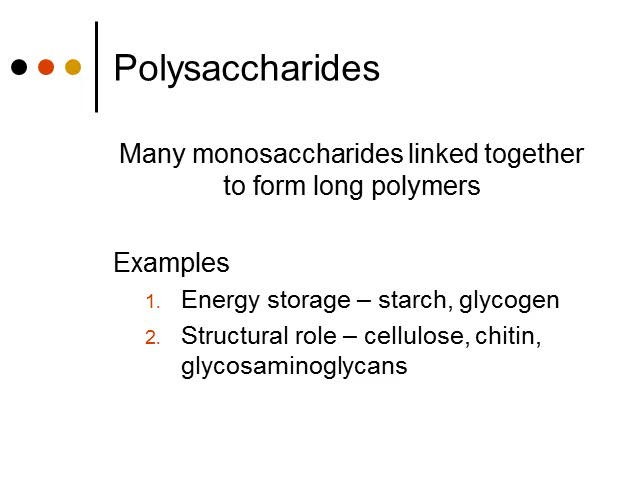 Polysaccharides
Many monosaccharides linked together
to form long polymers
Examples
1. Energy storage – starch, glycogen
2. Structural role – cellulose, chitin,
glycosaminoglycans